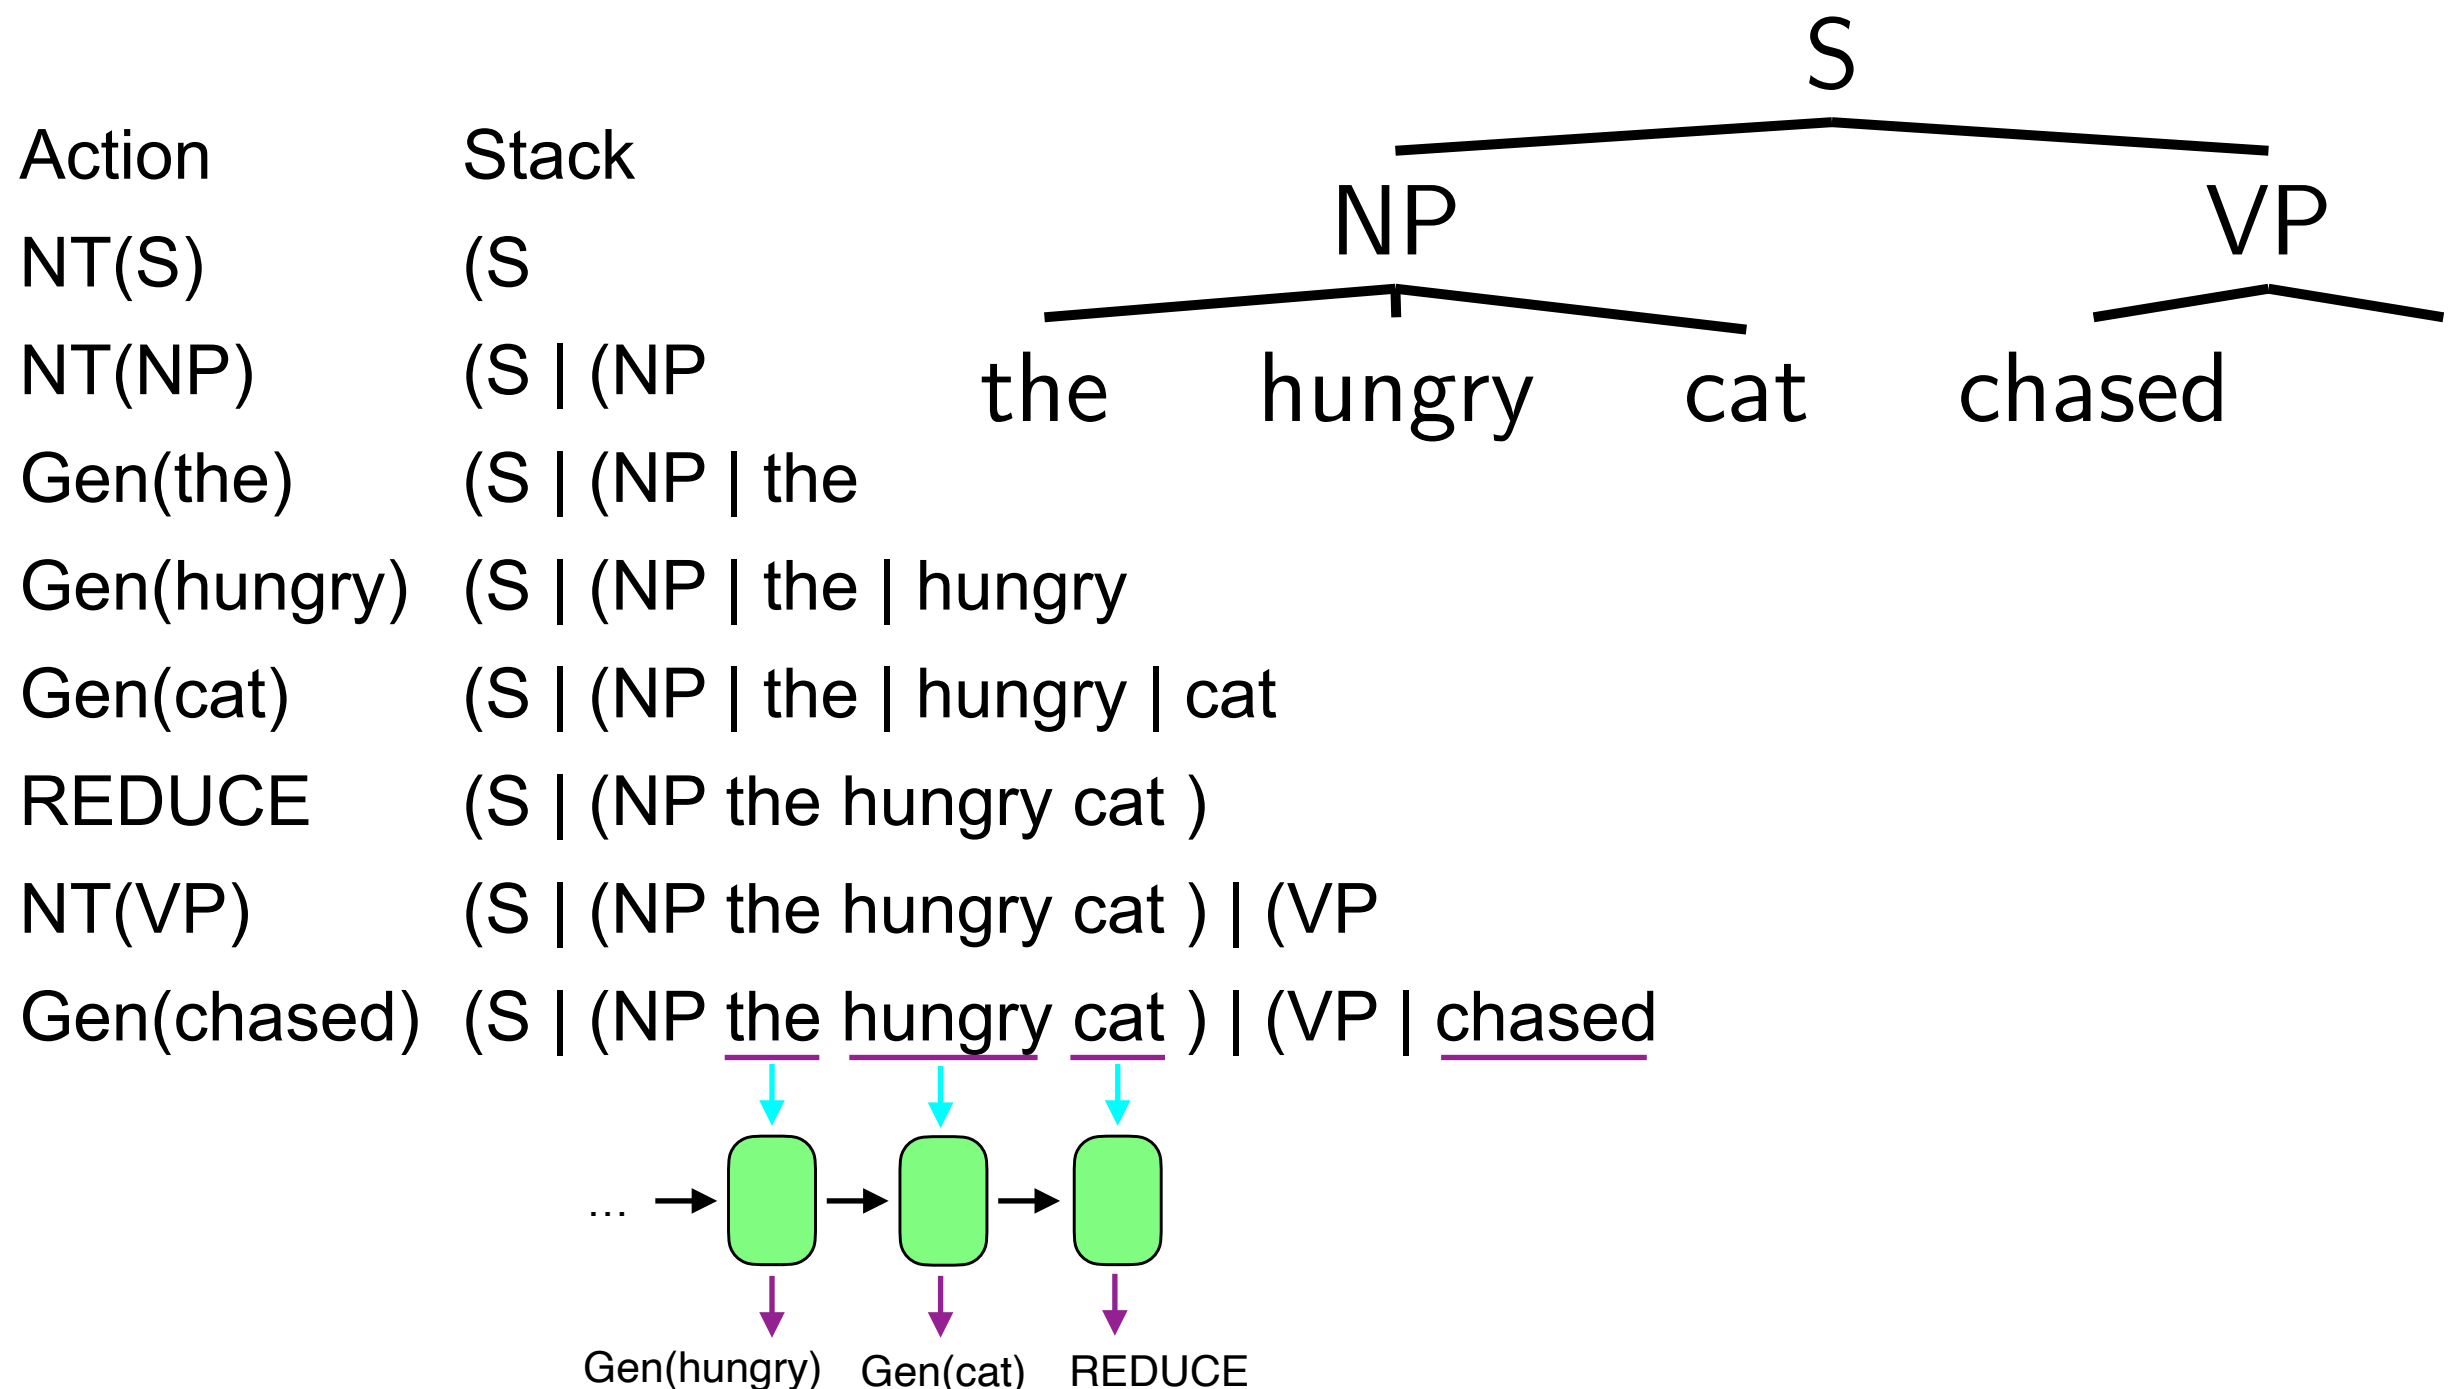 S
Action Stack
NP VP
NT(S) (S
NT(NP) (S | (NP
the hungry cat chased
Gen(the) (S | (NP | the
Gen(hungry) (S | (NP | the | hungry
Gen(cat) (S | (NP | the | hungry | cat
REDUCE (S | (NP the hungry cat )
NT(VP) (S | (NP the hungry cat ) | (VP
Gen(chased) (S | (NP the hungry cat ) | (VP | chased
...
Gen(hungry) Gen(cat) REDUCE